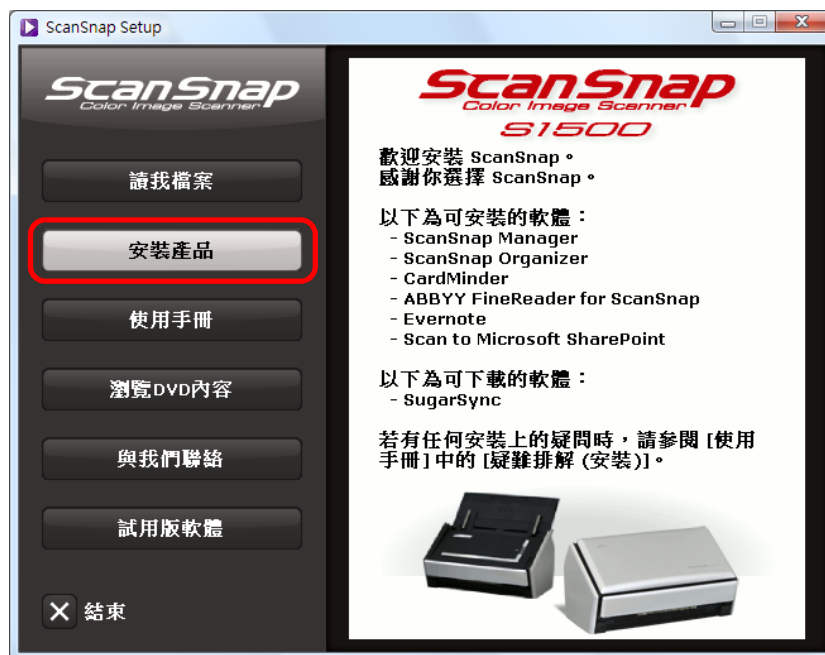 ScanSnap Setup
ScanSnap
Color Image Scanner
讀我檔案
安裝產品
使用手冊
瀏覽DVD內容
與我們聯絡
試用版軟體
結束
ScanSnap
Color Image Scanner
S1500
歡迎安裝 ScanSnap。
感謝你選擇 ScanSnap。
以下為可安裝的軟體：
- ScanSnap Manager
- ScanSnap Organizer
- CardMinder
- ABBYY FineReader for ScanSnap
- Evernote
- Scan to Microsoft SharePoint
以下為可下載的軟體：
- SugarSync
若有任何安裝上的疑問時，請參閱 [使用
手冊] 中的 [疑難排解 (安裝)]。